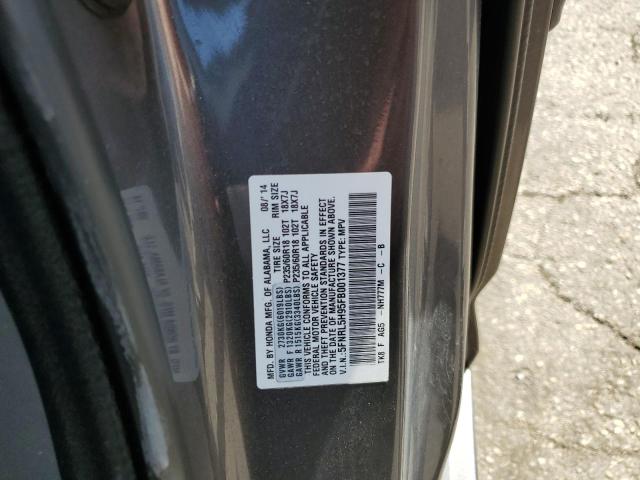 MFD. BY HONDA MFG. OF ALABAMA, LLC 08/'14
TIRE SIZE RIM SIZE
GVWR 2730KG(6019LBS)
GAWR F 1320KG(2910LBS) P235/60R18 102T 18X7J
GAWR R 1515KG(3340LBS) P235/60R18 102T 18X7J
THIS VEHICLE CONFORMS TO ALL APPLICABLE
FEDERAL MOTOR VEHICLE SAFETY
AND THEFT PREVENTION STANDARDS IN EFFECT
ON THE DATE OF MANUFACTURE SHOWN ABOVE.
V.I.N.:5FNRL5H95FB001377 TYPE: MPV
TK8 F AG5 -NH777M -C -B